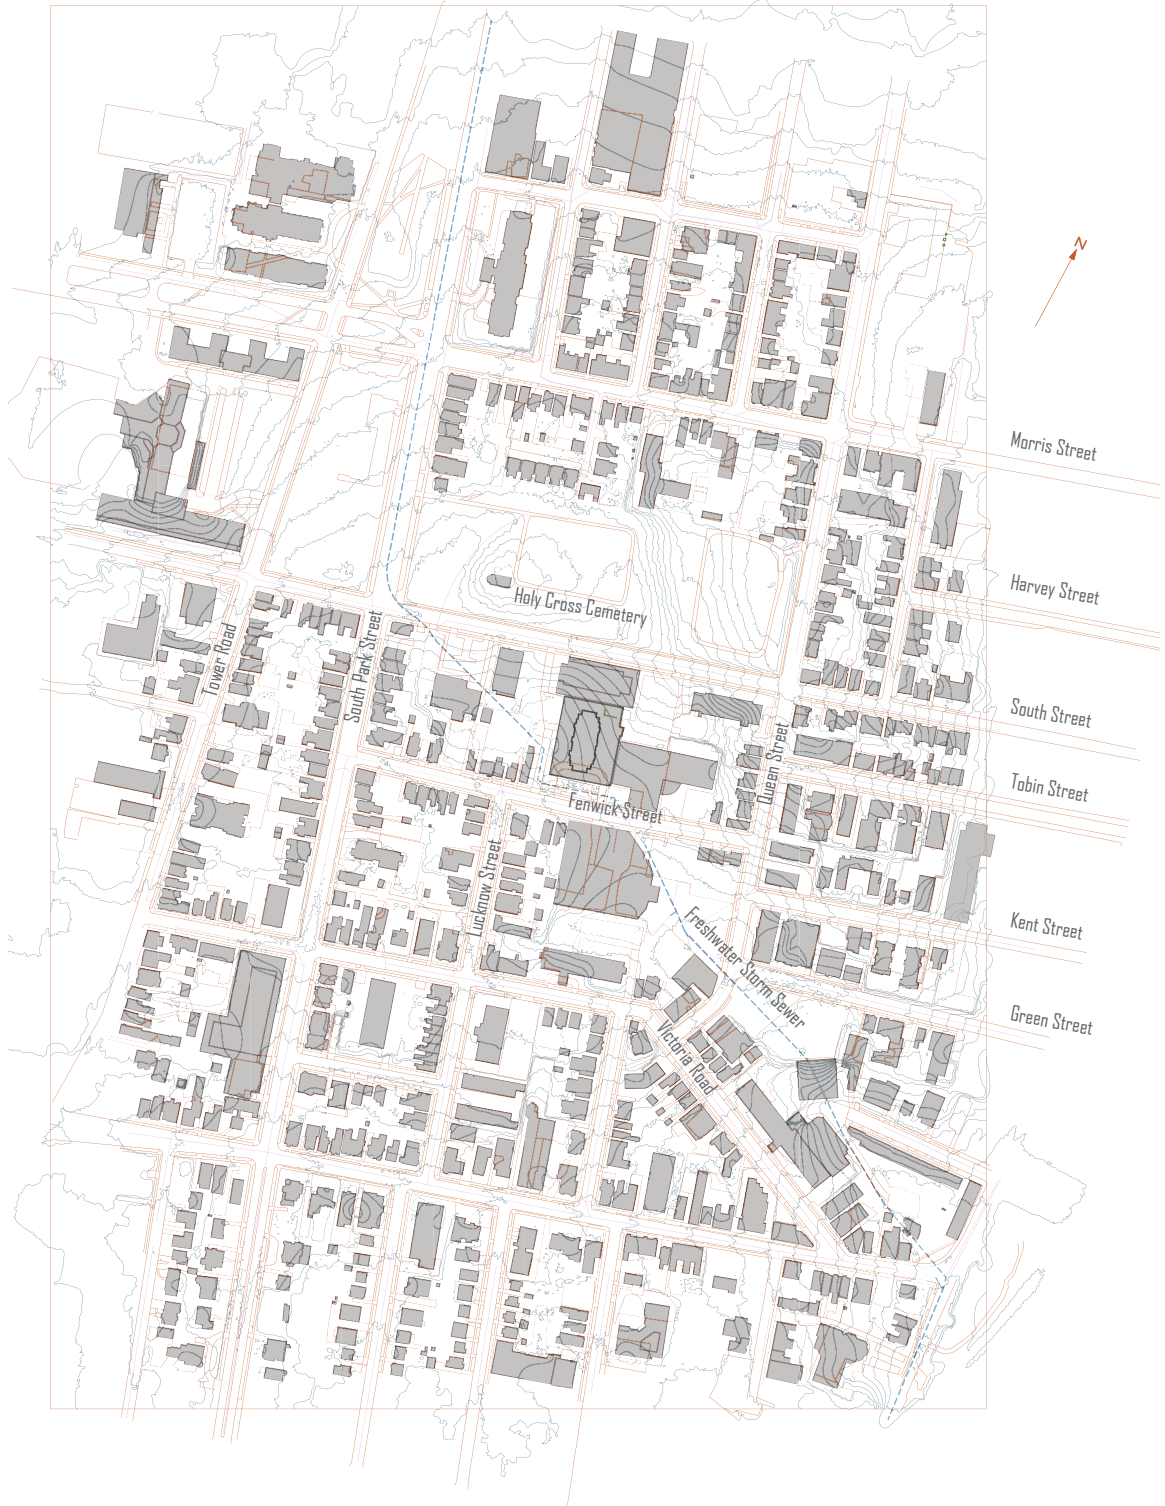 N
Morris Street
Harvey Street
Holy Cross Cemetery
Tower Road
South Park Street
South Street
Queen Street
Tobin Street
Fenwick Street
Lucknow Street
Kent Street
Freshwater Storm Sewer
Green Street
Victoria Road